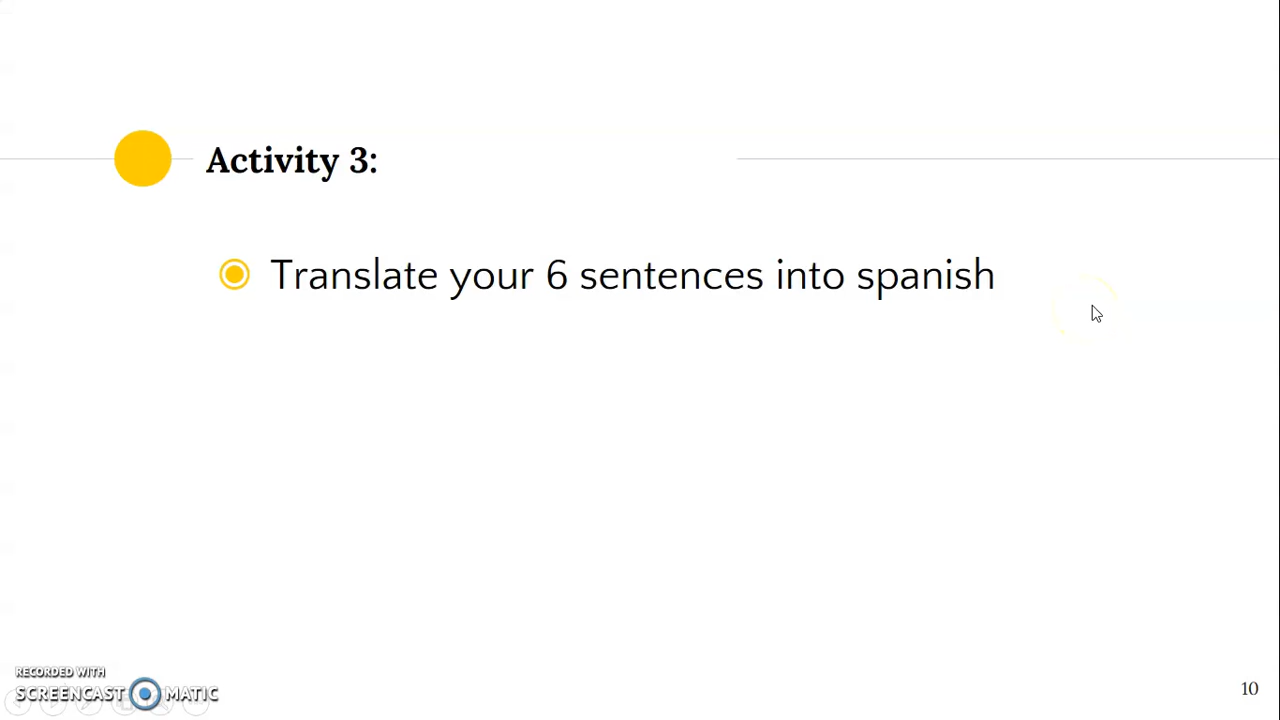 Activity 3:
Translate your 6 sentences into spanish
RECORDED WITH
SCREENCAST MATIC
10